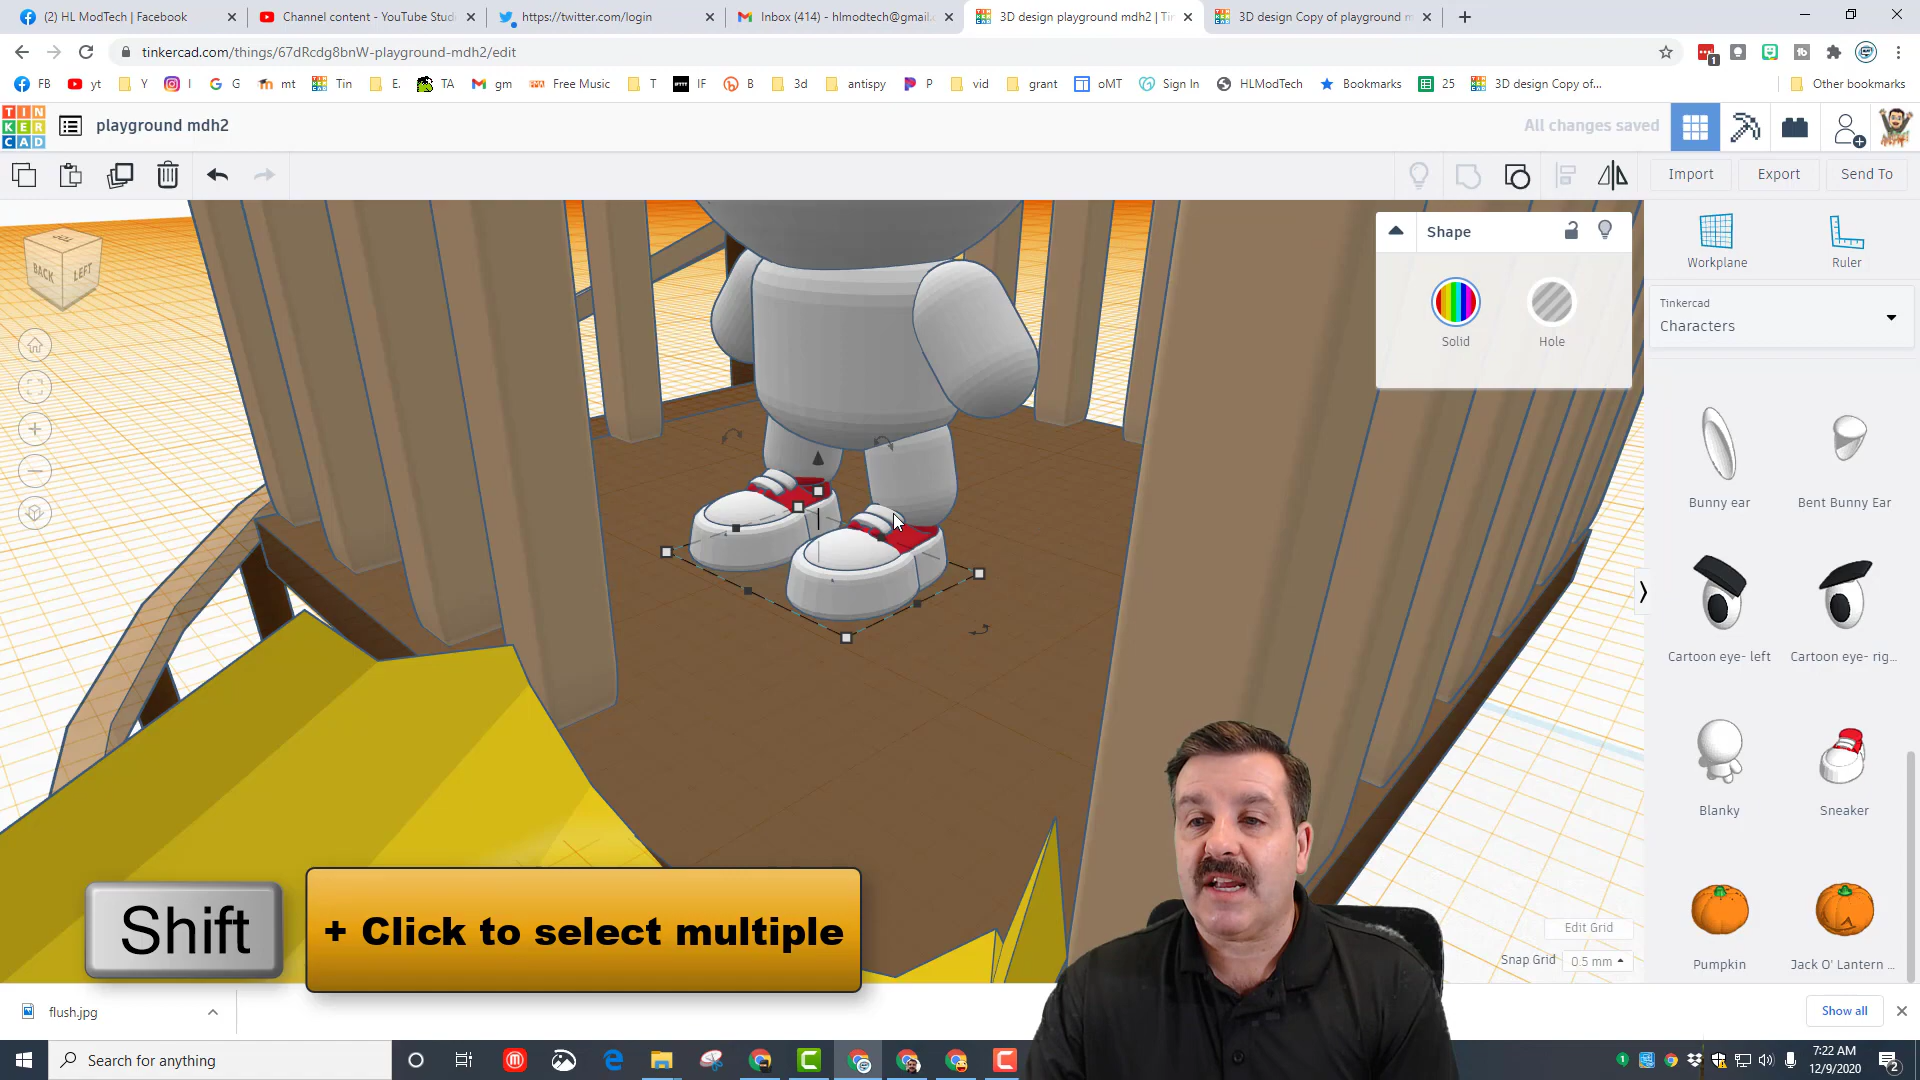 (2) HL ModTech | Facebook
Channel content - YouTube Studi
https://twitter.com/login
Inbox (414) - hlmodtech@gmail.c
3D design playground mdh2 | Tin
3D design Copy of playground m
tinkercad.com/things/67dRcdg8bnW-playground-mdh2/edit
FB
yt
Y
I
G
mt
Tin
E.
TA
gm
Free Music
T
IF
B
3d
antispy
P
vid
grant
oMT
Sign In
HLModTech
Bookmarks
25
3D design Copy of...
Other bookmarks
TIN
KER
CAD
playground mdh2
All changes saved
Import
Export
Send To
TOP
BACK
LEFT
Shape
Solid
Hole
Workplane
Ruler
Tinkercad
Characters
Bunny ear
Bent Bunny Ear
Cartoon eye- left
Cartoon eye- rig...
Blanky
Sneaker
Pumpkin
Jack O' Lantern ...
Edit Grid
Snap Grid
0.5 mm
Shift
+ Click to select multiple
flush.jpg
Show all
Search for anything
7:22 AM
12/9/2020
2